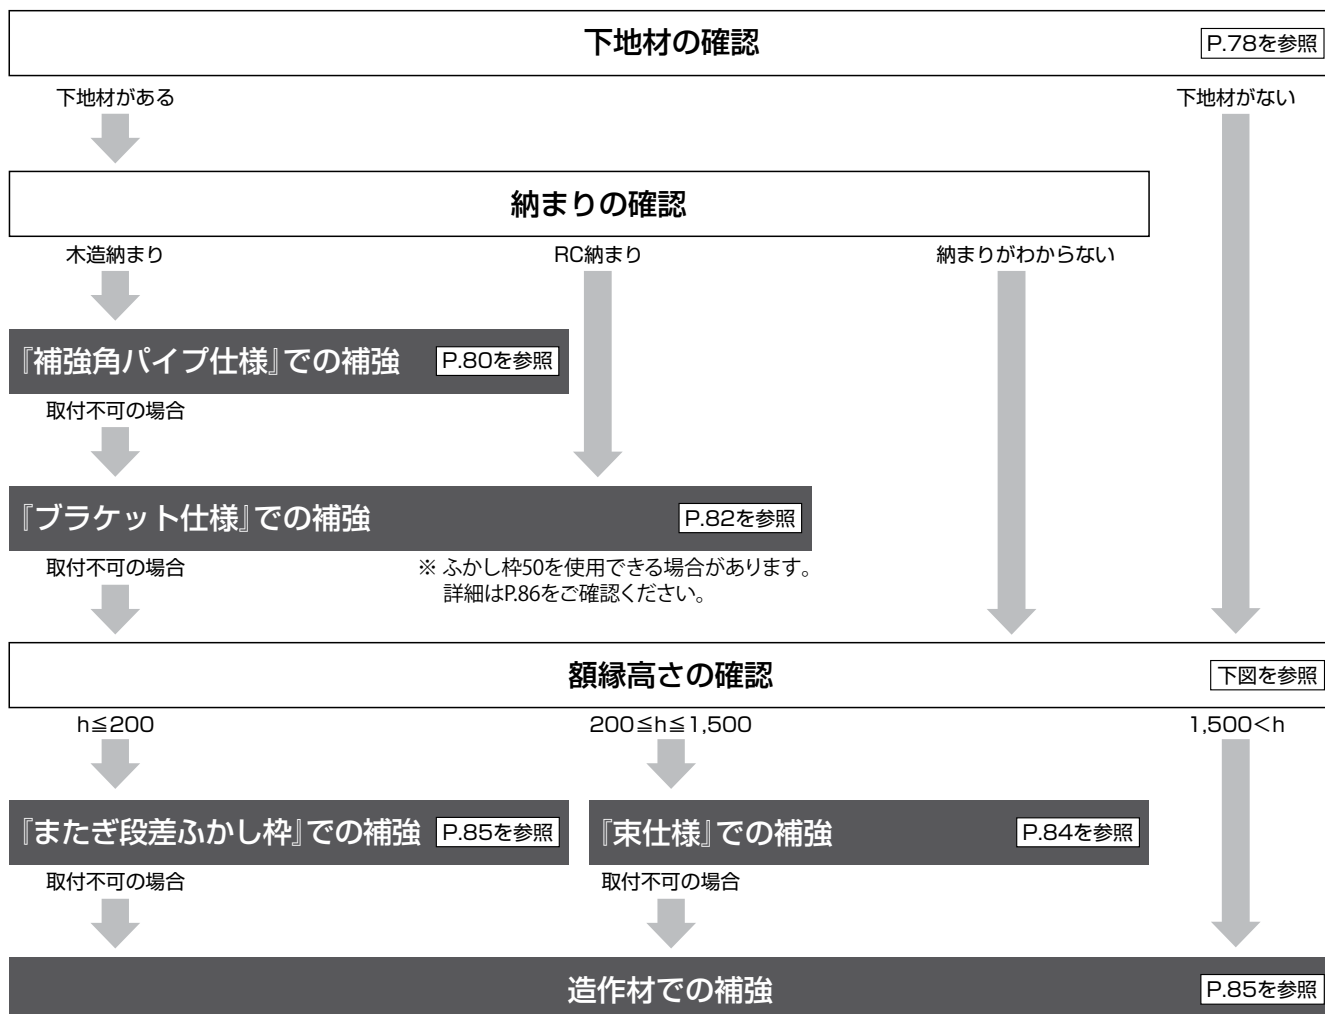 下地材の確認
P.78を参照
下地材がある
下地材がない
納まりの確認
木造納まり
RC納まり
納まりがわからない
『補強角パイプ仕様』での補強
P.80を参照
取付不可の場合
『ブラケット仕様』での補強
P.82を参照
取付不可の場合
※ ふかし枠50を使用できる場合があります。
詳細はP.86をご確認ください。
額縁高さの確認
下図を参照
h≦200
200≦h≦1,500
1,500<h
『またぎ段差ふかし枠』での補強
P.85を参照
『束仕様』での補強
P.84を参照
取付不可の場合
取付不可の場合
造作材での補強
P.85を参照